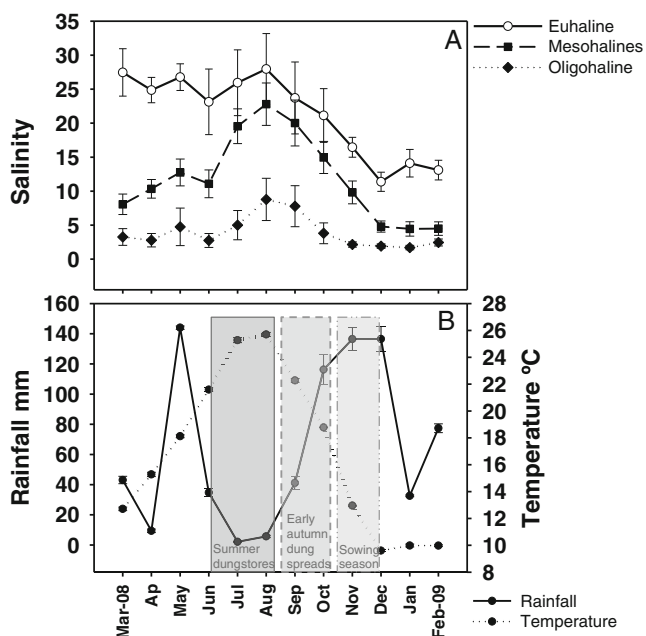 A
Euhaline
Mesohalines
Oligohaline
Salinity
35
30
25
20
15
10
5
0
B
Rainfall mm
160
140
120
100
80
60
40
20
0
Temperature ºC
28
26
24
22
20
18
16
14
12
10
8
Summer
dungstores
Early
autumn
dung
spreads
Sowing
season
Mar-08
Ap
May
Jun
Jul
Aug
Sep
Oct
Nov
Dec
Jan
Feb-09
Rainfall
Temperature